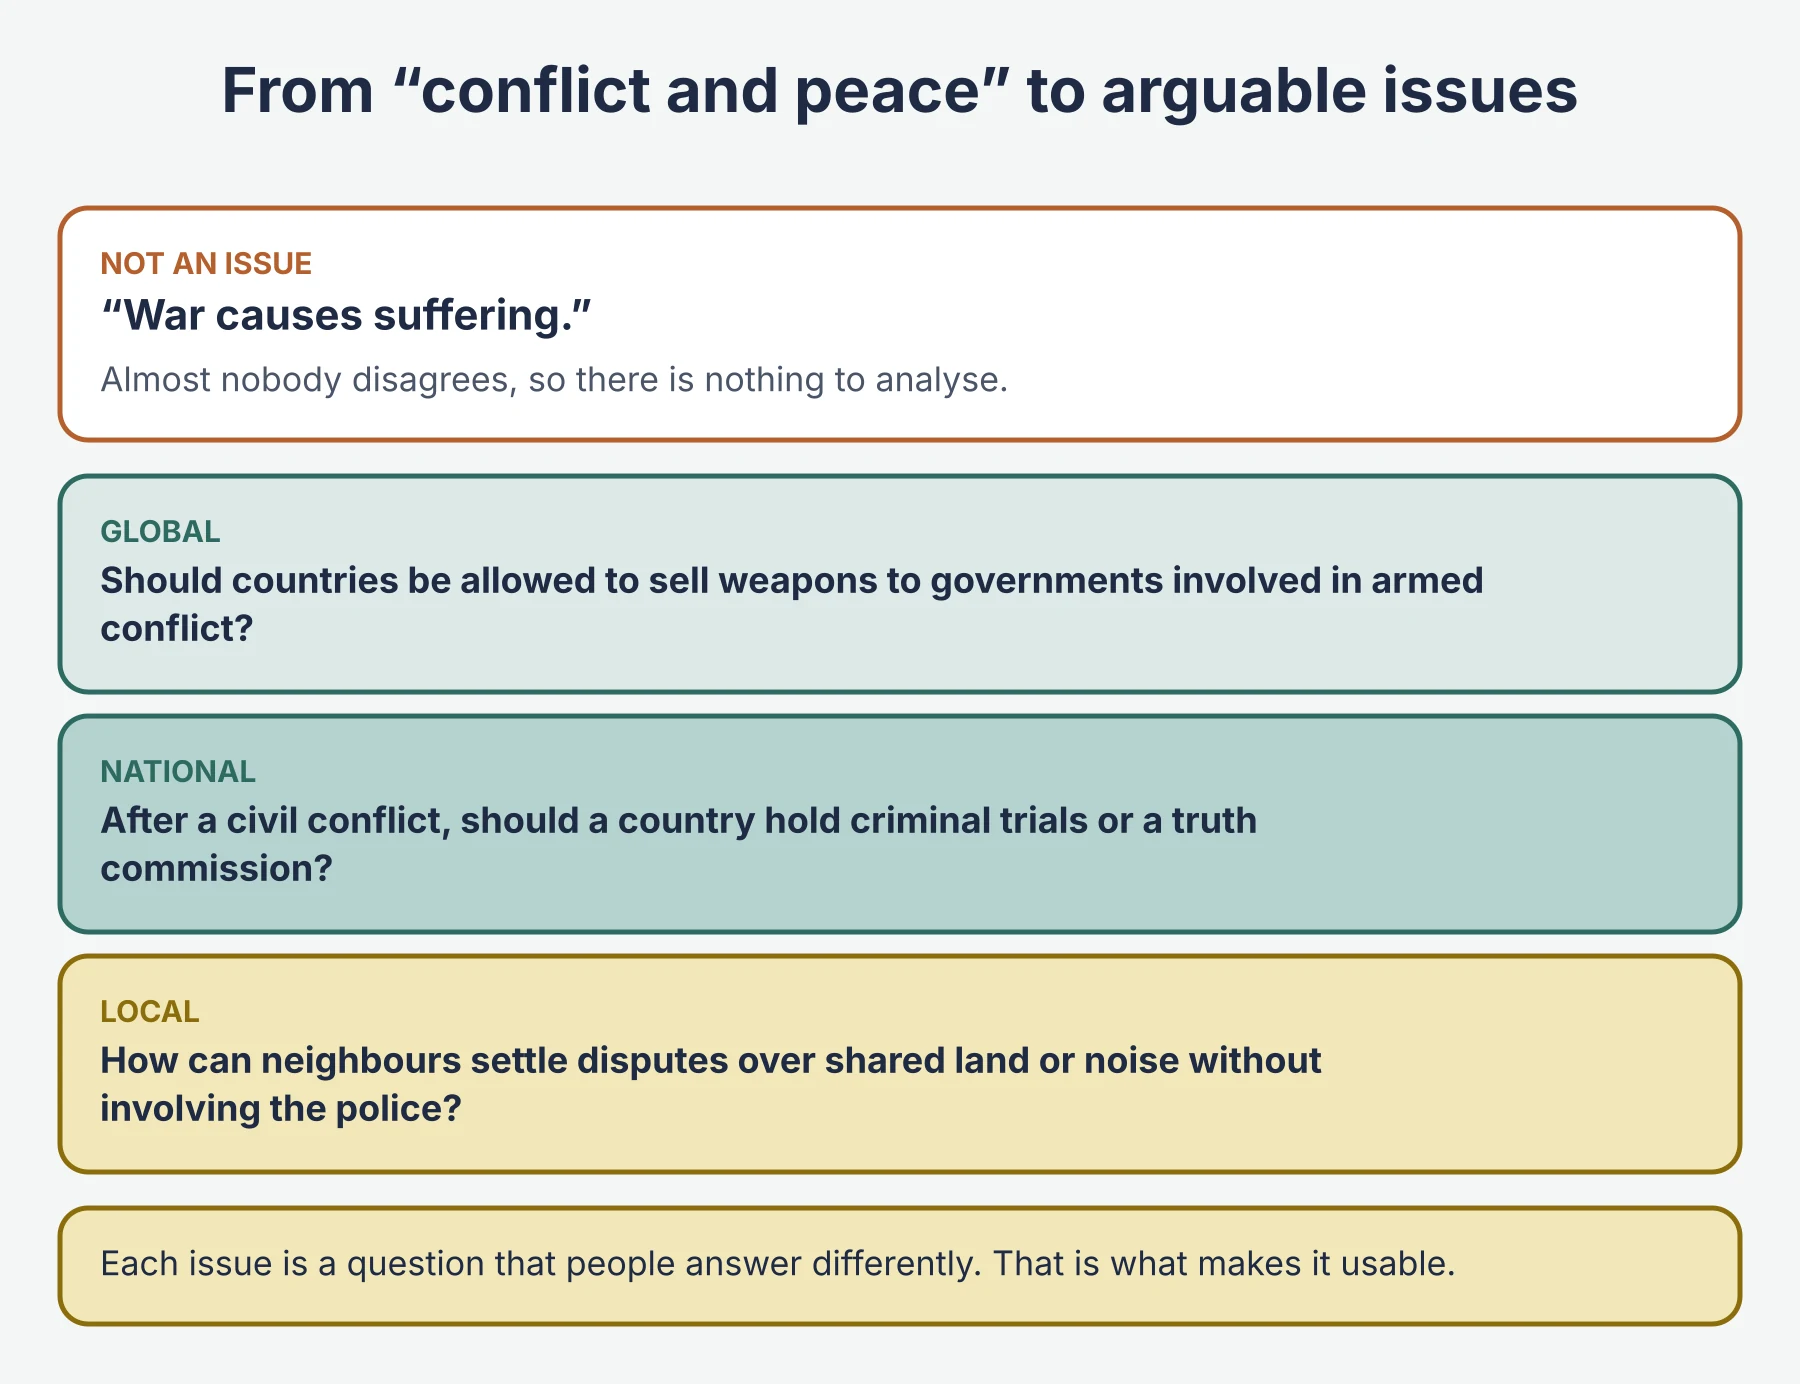 From “conflict and peace” to arguable issues
NOT AN ISSUE
“War causes suffering.”
Almost nobody disagrees, so there is nothing to analyse.
GLOBAL
Should countries be allowed to sell weapons to governments involved in armed
conflict?
NATIONAL
After a civil conflict, should a country hold criminal trials or a truth
commission?
LOCAL
How can neighbours settle disputes over shared land or noise without
involving the police?
Each issue is a question that people answer differently. That is what makes it usable.